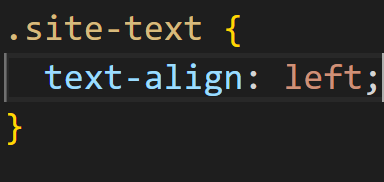 .site-text {
  text-align: left;
}